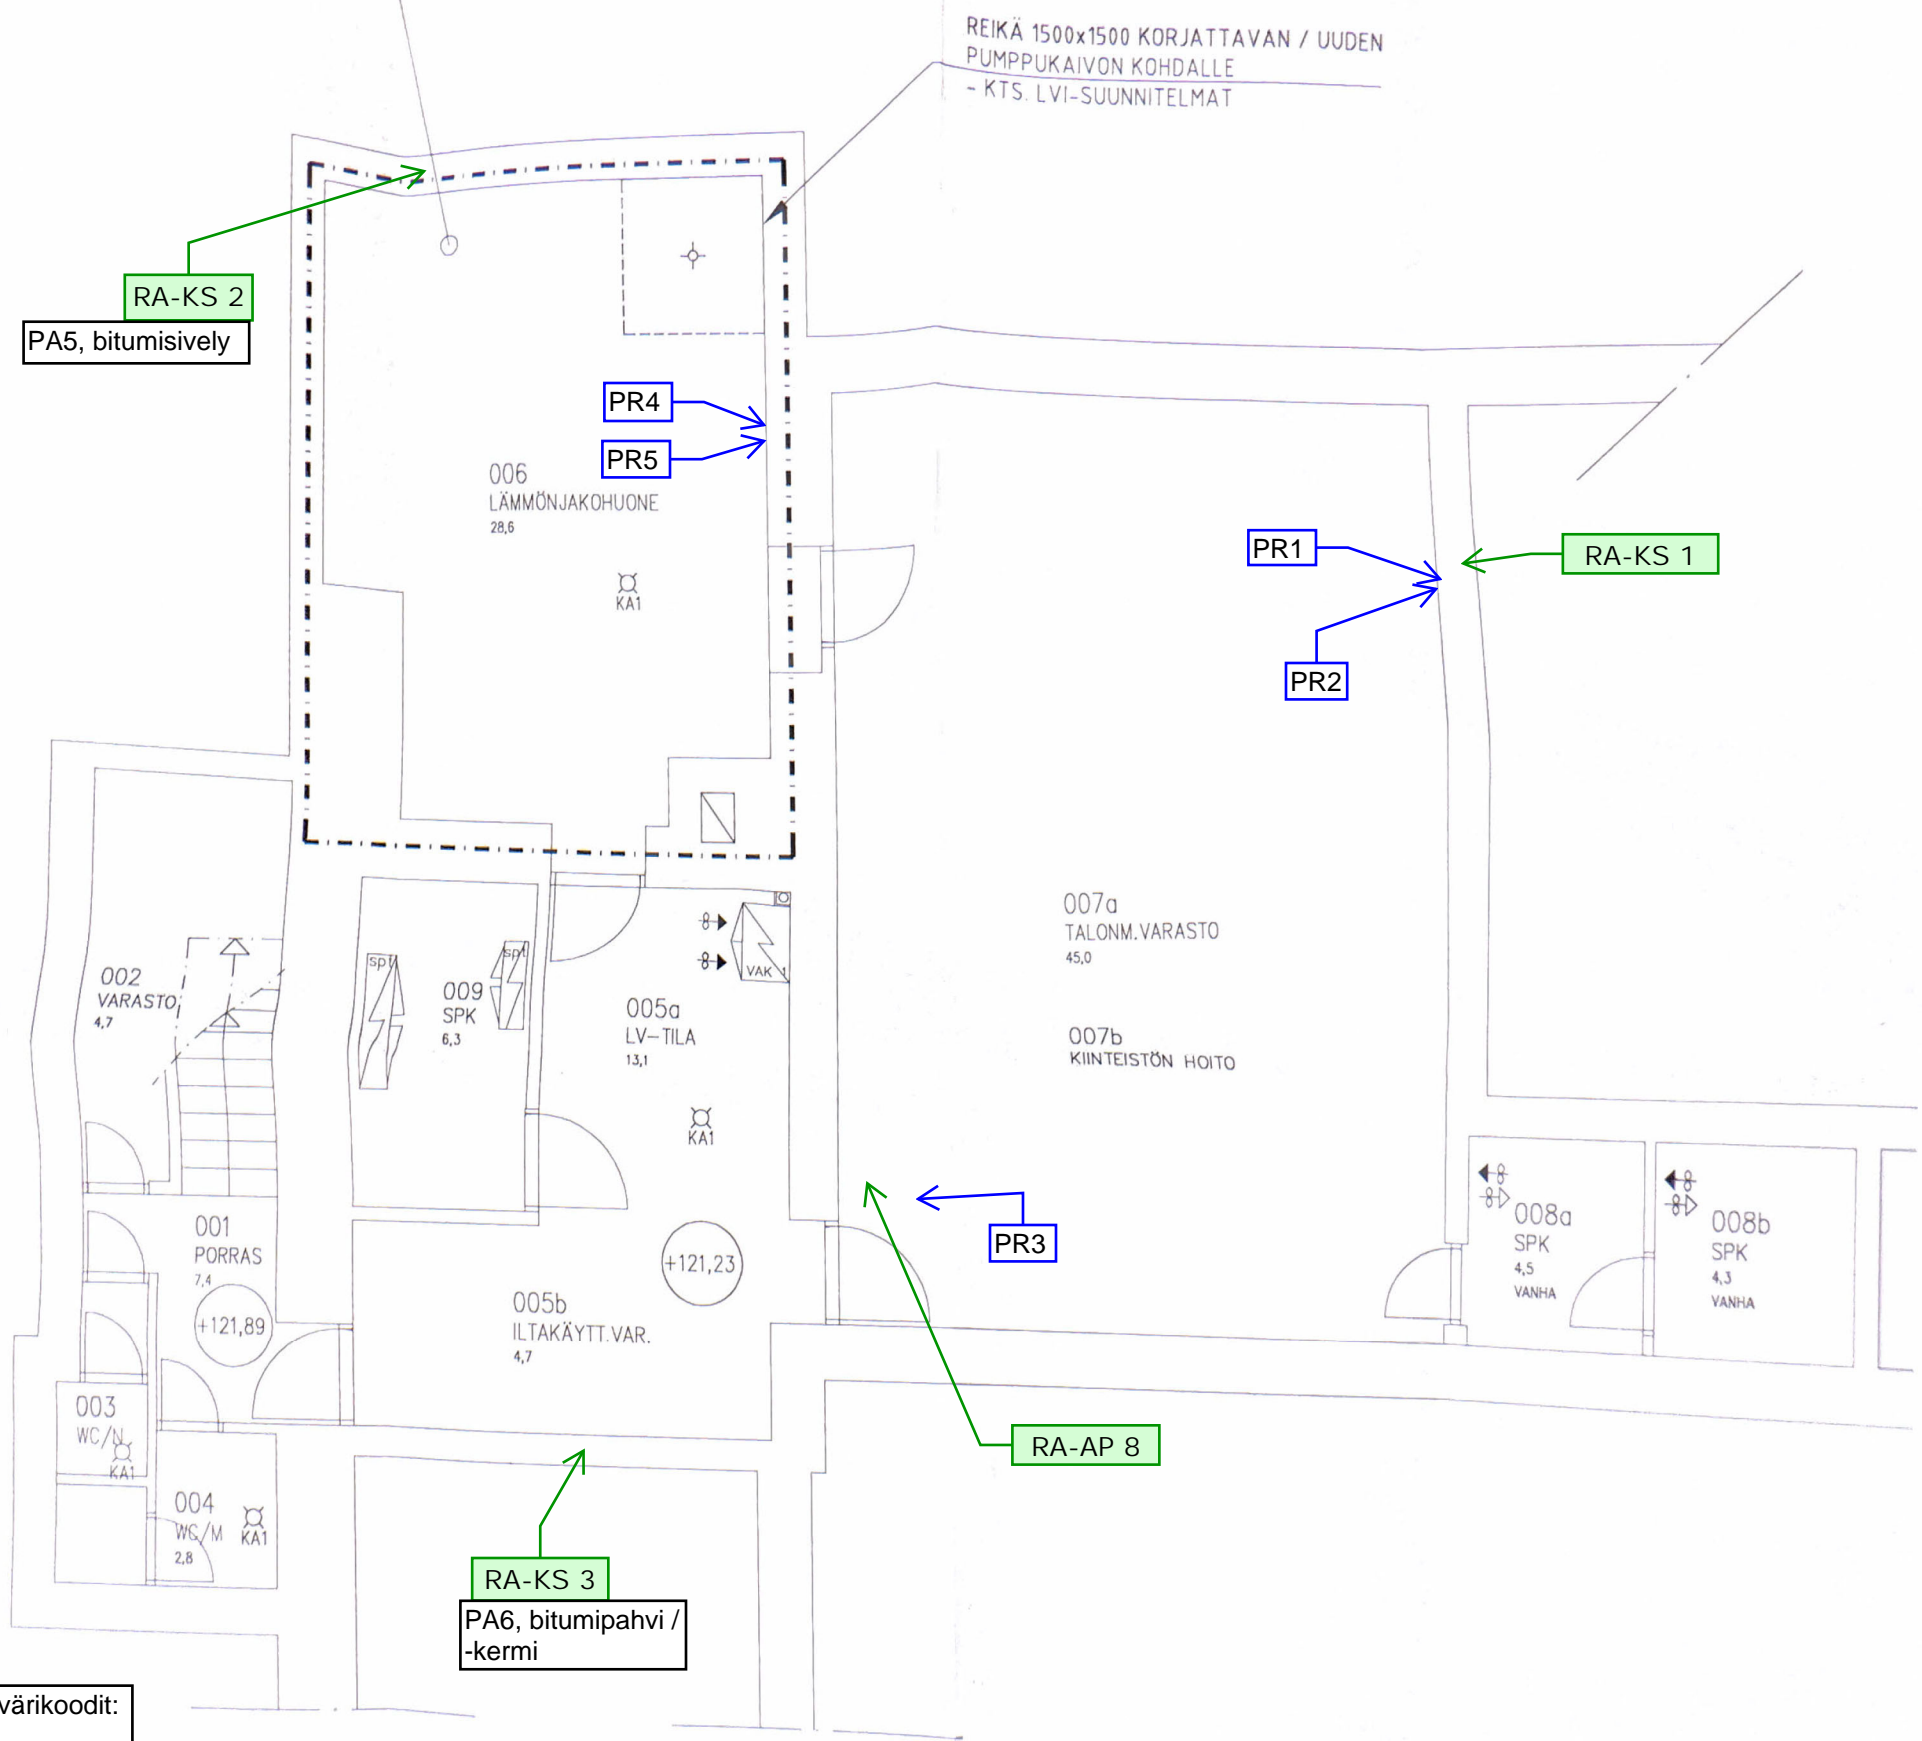 REIKÄ 1500x1500 KORJATTAVAN / UUDEN
PUMPPUKAIVON KOHDALLE
- KTS. LVI-SUUNNITELMAT
RA-KS 2
PA5, bitumisively
PR4
PR5
006
LÄMMÖNJAKOHUONE
28,6
KA1
PR1
RA-KS 1
PR2
007a
TALONM.VARASTO
45,0
007b
KIINTEISTÖN HOITO
002
VARASTO
4,7
spt
spt
009
SPK
6,3
VAK 1
005a
LV-TILA
13,1
KA1
001
PORRAS
7,4
+121,89
+121,23
005b
ILTAKÄYTT.VAR.
4,7
PR3
008a
SPK
4,5
VANHA
008b
SPK
4,3
VANHA
003
WC/N
KA1
004
WC/M
2,8
KA1
RA-AP 8
RA-KS 3
PA6, bitumipahvi /
-kermi
värikoodit: